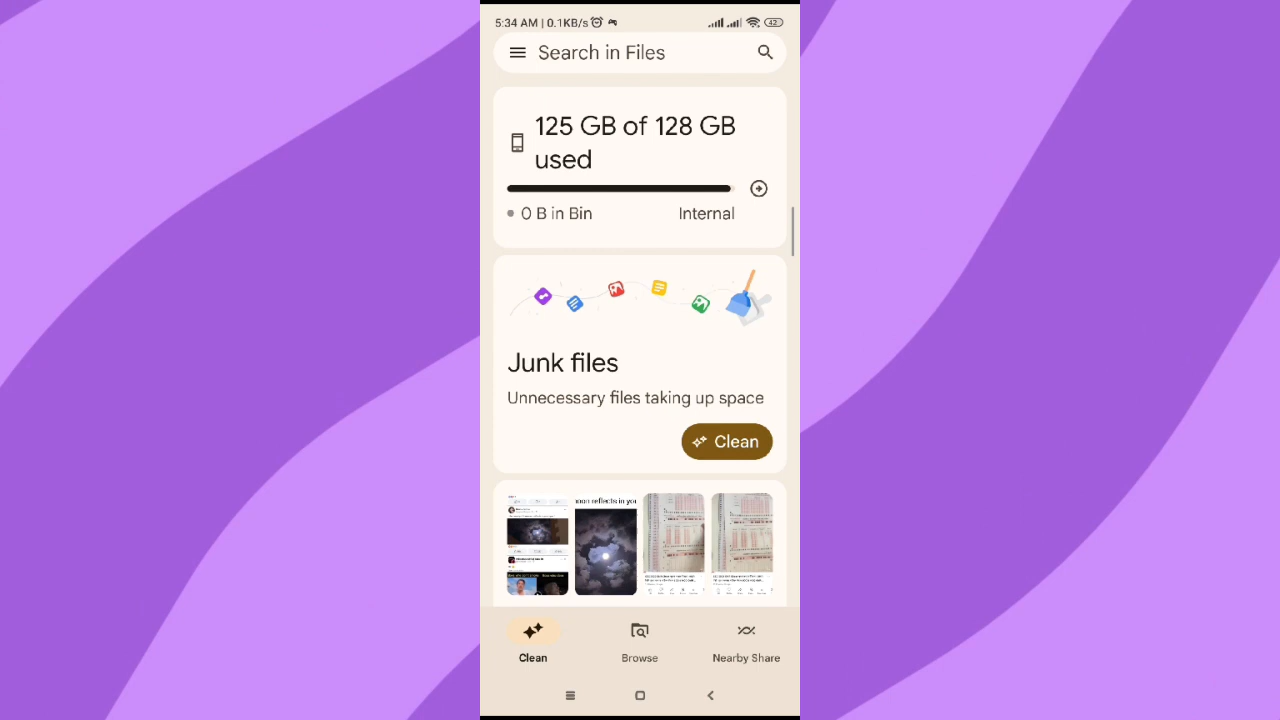 5:34 AM | 0.1KB/s
42
Search in Files
125 GB of 128 GB
used
0 B in Bin
Internal
Junk files
Unnecessary files taking up space
Clean
Clean
Browse
Nearby Share